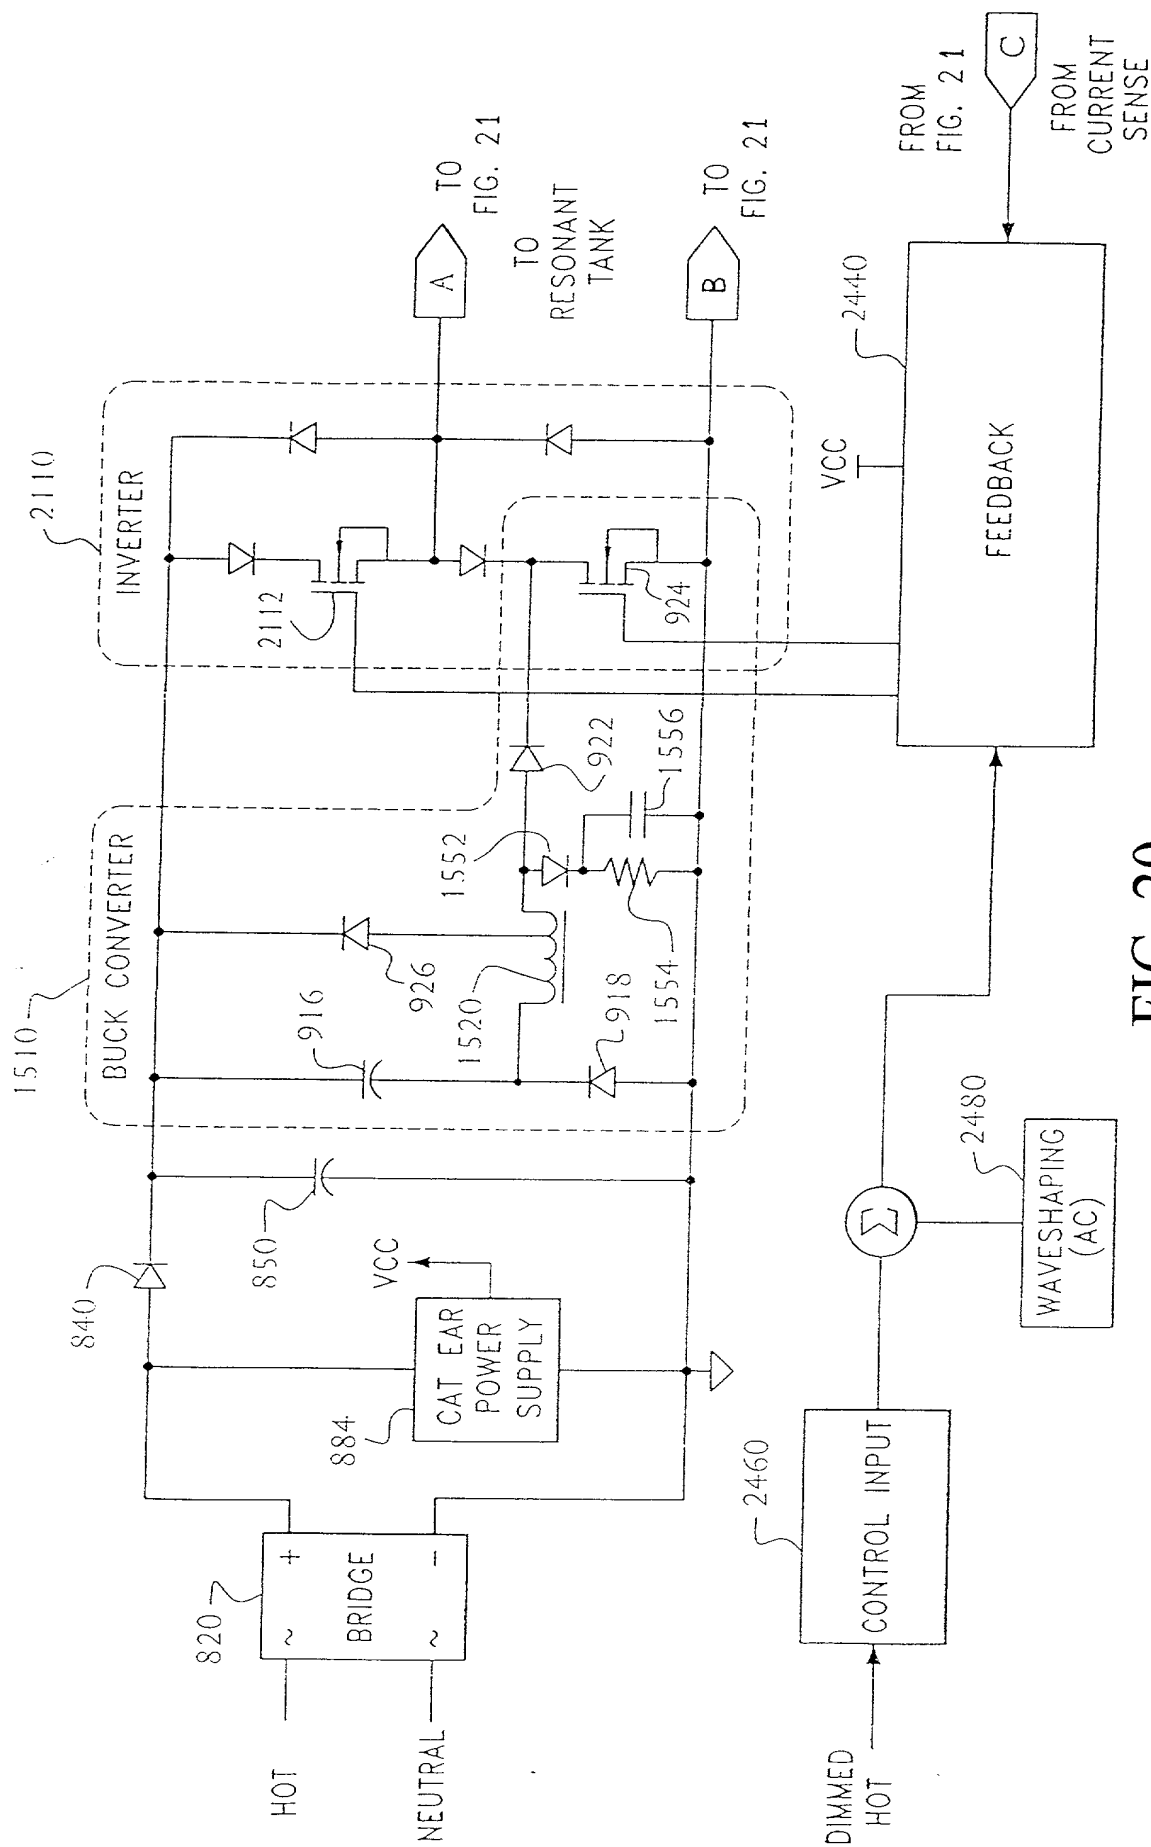 1510
BUCK CONVERTER
916
926
1520
918
1552
922
1556
1554
2110
INVERTER
2112
924
A
TO
FIG. 21
TO
RESONANT
TANK
B
TO
FIG. 21
840
850
VCC
CAT EAR
POWER
SUPPLY
884
820
~ +
BRIDGE
~ −
HOT
NEUTRAL
2440
VCC
FEEDBACK
FROM
FIG. 21
C
FROM
CURRENT
SENSE
2460
CONTROL INPUT
DIMMED
HOT
Σ
2480
WAVESHAPING
(AC)